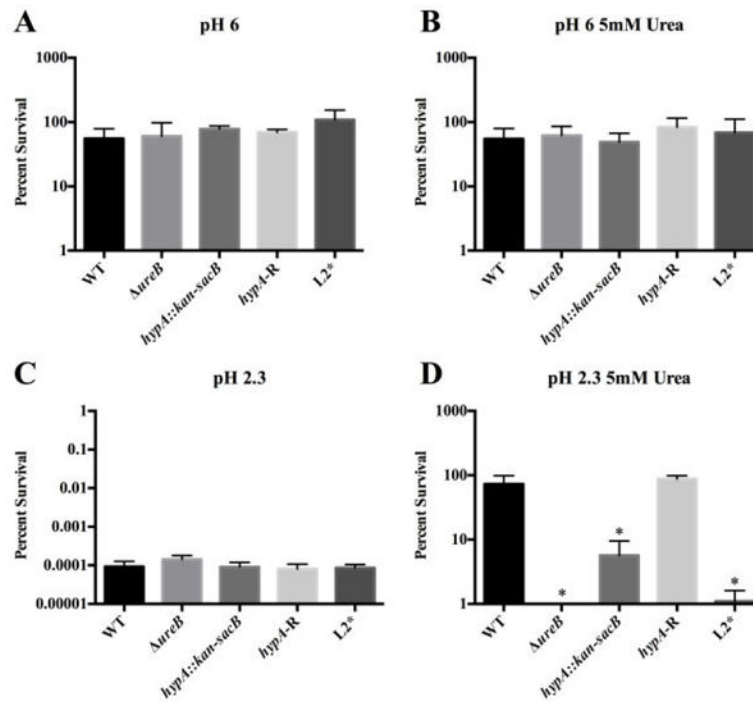 A
pH 6
Percent Survival
1000
100
10
1
WT
ΔureB
hypA::kan-sacB
hypA-R
L2*
B
pH 6 5mM Urea
Percent Survival
1000
100
10
1
WT
ΔureB
hypA::kan-sacB
hypA-R
L2*
C
pH 2.3
Percent Survival
1
0.1
0.01
0.001
0.0001
0.00001
WT
ΔureB
hypA::kan-sacB
hypA-R
L2*
D
pH 2.3 5mM Urea
Percent Survival
1000
100
10
1
*
*
*
WT
ΔureB
hypA::kan-sacB
hypA-R
L2*